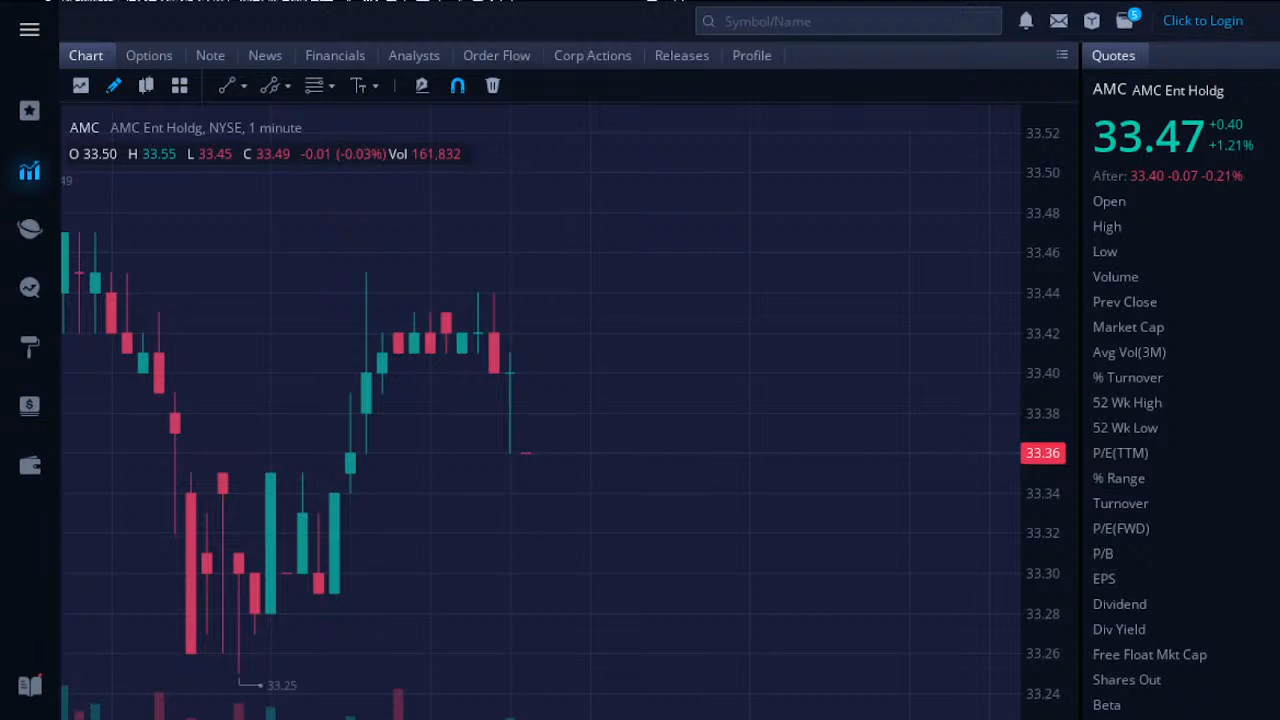 Symbol/Name
5
Click to Login
Chart Options Note News Financials Analysts Order Flow Corp Actions Releases Profile
Quotes
AMC AMC Ent Holdg
33.47 +0.40
+1.21%
After: 33.40 -0.07 -0.21%
AMC AMC Ent Holdg, NYSE, 1 minute
O 33.50 H 33.55 L 33.45 C 33.49 -0.01 (-0.03%) Vol 161,832
49
33.52
33.50
33.48
33.46
33.44
33.42
33.40
33.38
33.36
33.34
33.32
33.30
33.28
33.26
33.24
33.25
Open
High
Low
Volume
Prev Close
Market Cap
Avg Vol(3M)
% Turnover
52 Wk High
52 Wk Low
P/E(TTM)
% Range
Turnover
P/E(FWD)
P/B
EPS
Dividend
Div Yield
Free Float Mkt Cap
Shares Out
Beta